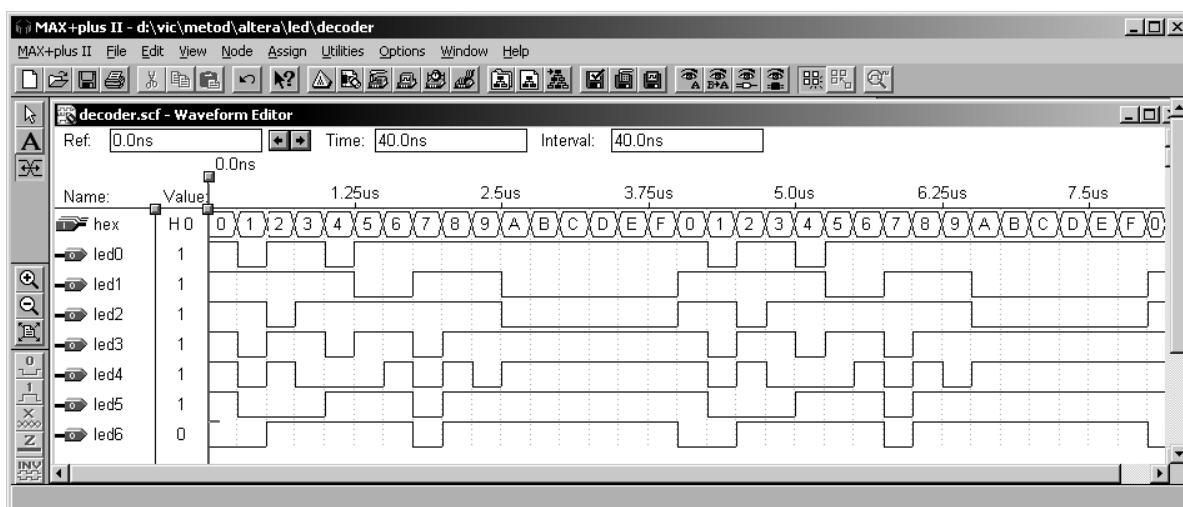 MAX+plus II - d:\vic\metod\altera\led\decoder
MAX+plus II File Edit View Node Assign Utilities Options Window Help
decoder.scf - Waveform Editor
Ref: 0.0ns Time: 40.0ns Interval: 40.0ns
0.0ns
1.25us 2.5us 3.75us 5.0us 6.25us 7.5us
Name: Value:
hex H 0 0 1 2 3 4 5 6 7 8 9 A B C D E F 0 1 2 3 4 5 6 7 8 9 A B C D E F 0
led0 1
led1 1
led2 1
led3 1
led4 1
led5 1
led6 0
A
0
1
X
Z
INV